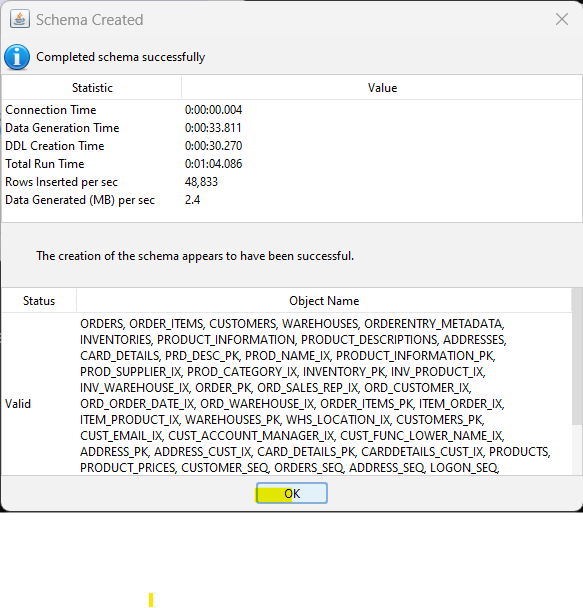 Schema Created
Completed schema successfully
Statistic Value
Connection Time 0:00:00.004
Data Generation Time 0:00:33.811
DDL Creation Time 0:00:30.270
Total Run Time 0:01:04.086
Rows Inserted per sec 48,833
Data Generated (MB) per sec 2.4
The creation of the schema appears to have been successful.
Status Object Name
ORDERS, ORDER_ITEMS, CUSTOMERS, WAREHOUSES, ORDERENTRY_METADATA,
INVENTORIES, PRODUCT_INFORMATION, PRODUCT_DESCRIPTIONS, ADDRESSES,
CARD_DETAILS, PRD_DESC_PK, PROD_NAME_IX, PRODUCT_INFORMATION_PK,
PROD_SUPPLIER_IX, PROD_CATEGORY_IX, INVENTORY_PK, INV_PRODUCT_IX,
INV_WAREHOUSE_IX, ORDER_PK, ORD_SALES_REP_IX, ORD_CUSTOMER_IX,
Valid ORD_ORDER_DATE_IX, ORD_WAREHOUSE_IX, ORDER_ITEMS_PK, ITEM_ORDER_IX,
ITEM_PRODUCT_IX, WAREHOUSES_PK, WHS_LOCATION_IX, CUSTOMERS_PK,
CUST_EMAIL_IX, CUST_ACCOUNT_MANAGER_IX, CUST_FUNC_LOWER_NAME_IX,
ADDRESS_PK, ADDRESS_CUST_IX, CARD_DETAILS_PK, CARDDETAILS_CUST_IX, PRODUCTS,
PRODUCT_PRICES, CUSTOMER_SEQ, ORDERS_SEQ, ADDRESS_SEQ, LOGON_SEQ,
OK